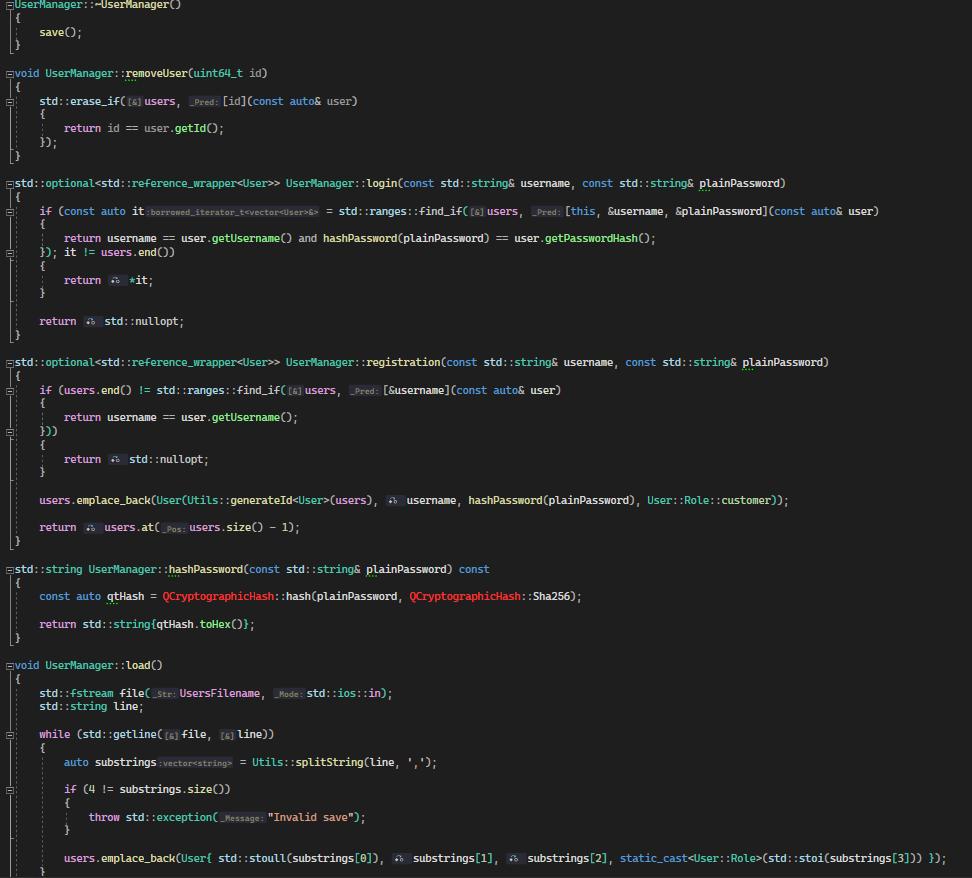 UserManager::~UserManager()
{
save();
}
void UserManager::removeUser(uint64_t id)
{
std::erase_if([&]users, _Pred:[id](const auto& user)
{
return id == user.getId();
});
}
std::optional<std::reference_wrapper<User>> UserManager::login(const std::string& username, const std::string& plainPassword)
{
if (const auto it:borrowed_iterator_t<vector<User>&> = std::ranges::find_if([&]users, _Pred:[this, &username, &plainPassword](const auto& user)
{
return username == user.getUsername() and hashPassword(plainPassword) == user.getPasswordHash();
}); it != users.end())
{
return *it;
}
return std::nullopt;
}
std::optional<std::reference_wrapper<User>> UserManager::registration(const std::string& username, const std::string& plainPassword)
{
if (users.end() != std::ranges::find_if([&]users, _Pred:[&username](const auto& user)
{
return username == user.getUsername();
}))
{
return std::nullopt;
}
users.emplace_back(User(Utils::generateId<User>(users), username, hashPassword(plainPassword), User::Role::customer));
return users.at(_Pos:users.size() - 1);
}
std::string UserManager::hashPassword(const std::string& plainPassword) const
{
const auto qtHash = QCryptographicHash::hash(plainPassword, QCryptographicHash::Sha256);
return std::string{qtHash.toHex()};
}
void UserManager::load()
{
std::fstream file(_Str:UsersFilename, _Mode:std::ios::in);
std::string line;
while (std::getline([&]file, [&]line))
{
auto substrings:vector<string> = Utils::splitString(line, ',');
if (4 != substrings.size())
{
throw std::exception(_Message:"Invalid save");
}
users.emplace_back(User{ std::stoull(substrings[0]), substrings[1], substrings[2], static_cast<User::Role>(std::stoi(substrings[3])) });
}